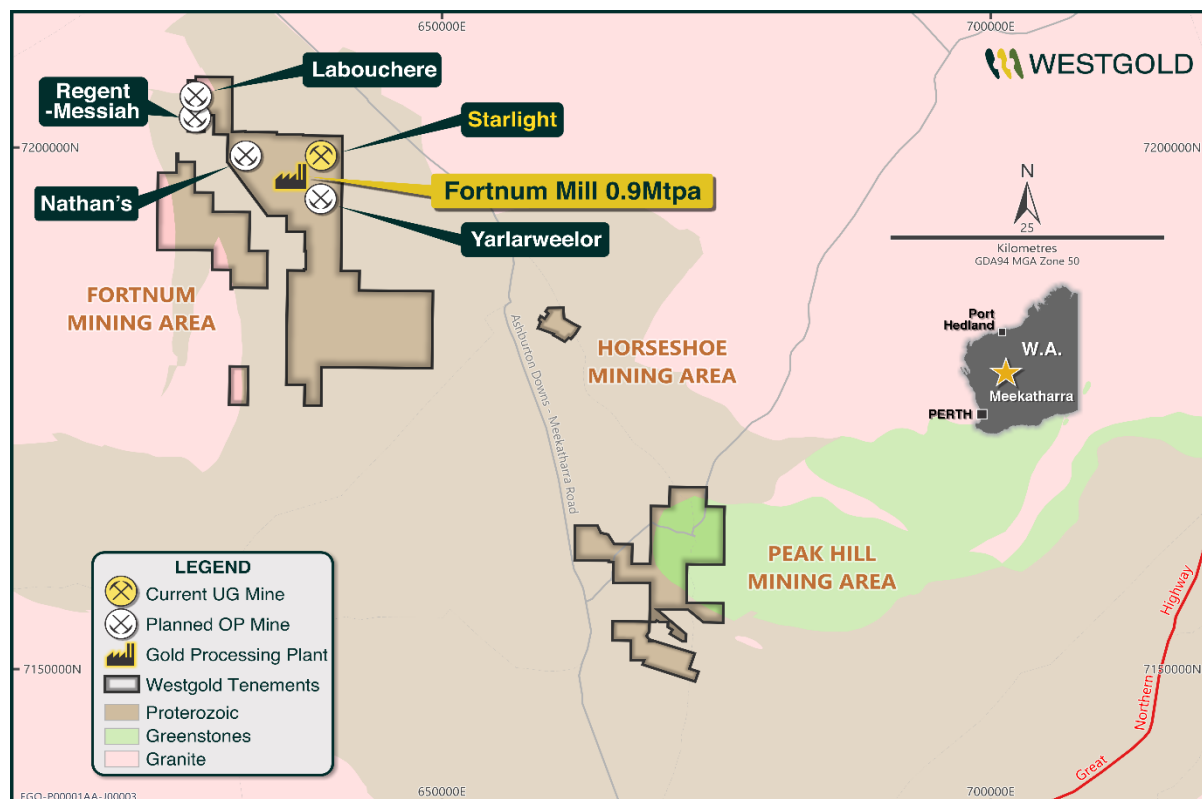 650000E
700000E
WESTGOLD
Labouchere
Regent
-Messiah
Starlight
7200000N
7200000N
Fortnum Mill 0.9Mtpa
Nathan's
Yarlarweelor
N
25
Kilometres
GDA94 MGA Zone 50
FORTNUM
MINING AREA
Ashburton Downs - Meekatharra Road
HORSESHOE
MINING AREA
Port
Hedland
W.A.
Meekatharra
PERTH
PEAK HILL
MINING AREA
LEGEND
Current UG Mine
Planned OP Mine
Gold Processing Plant
Westgold Tenements
Proterozoic
Greenstones
Granite
7150000N
7150000N
Great Northern Highway
FGO-P00001AA-J00003
650000E
700000E